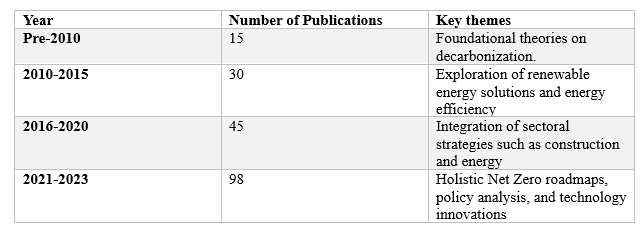 Year Number of Publications Key themes
Pre-2010 15 Foundational theories on
decarbonization.
2010-2015 30 Exploration of renewable
energy solutions and energy
efficiency
2016-2020 45 Integration of sectoral
strategies such as construction
and energy
2021-2023 98 Holistic Net Zero roadmaps,
policy analysis, and technology
innovations